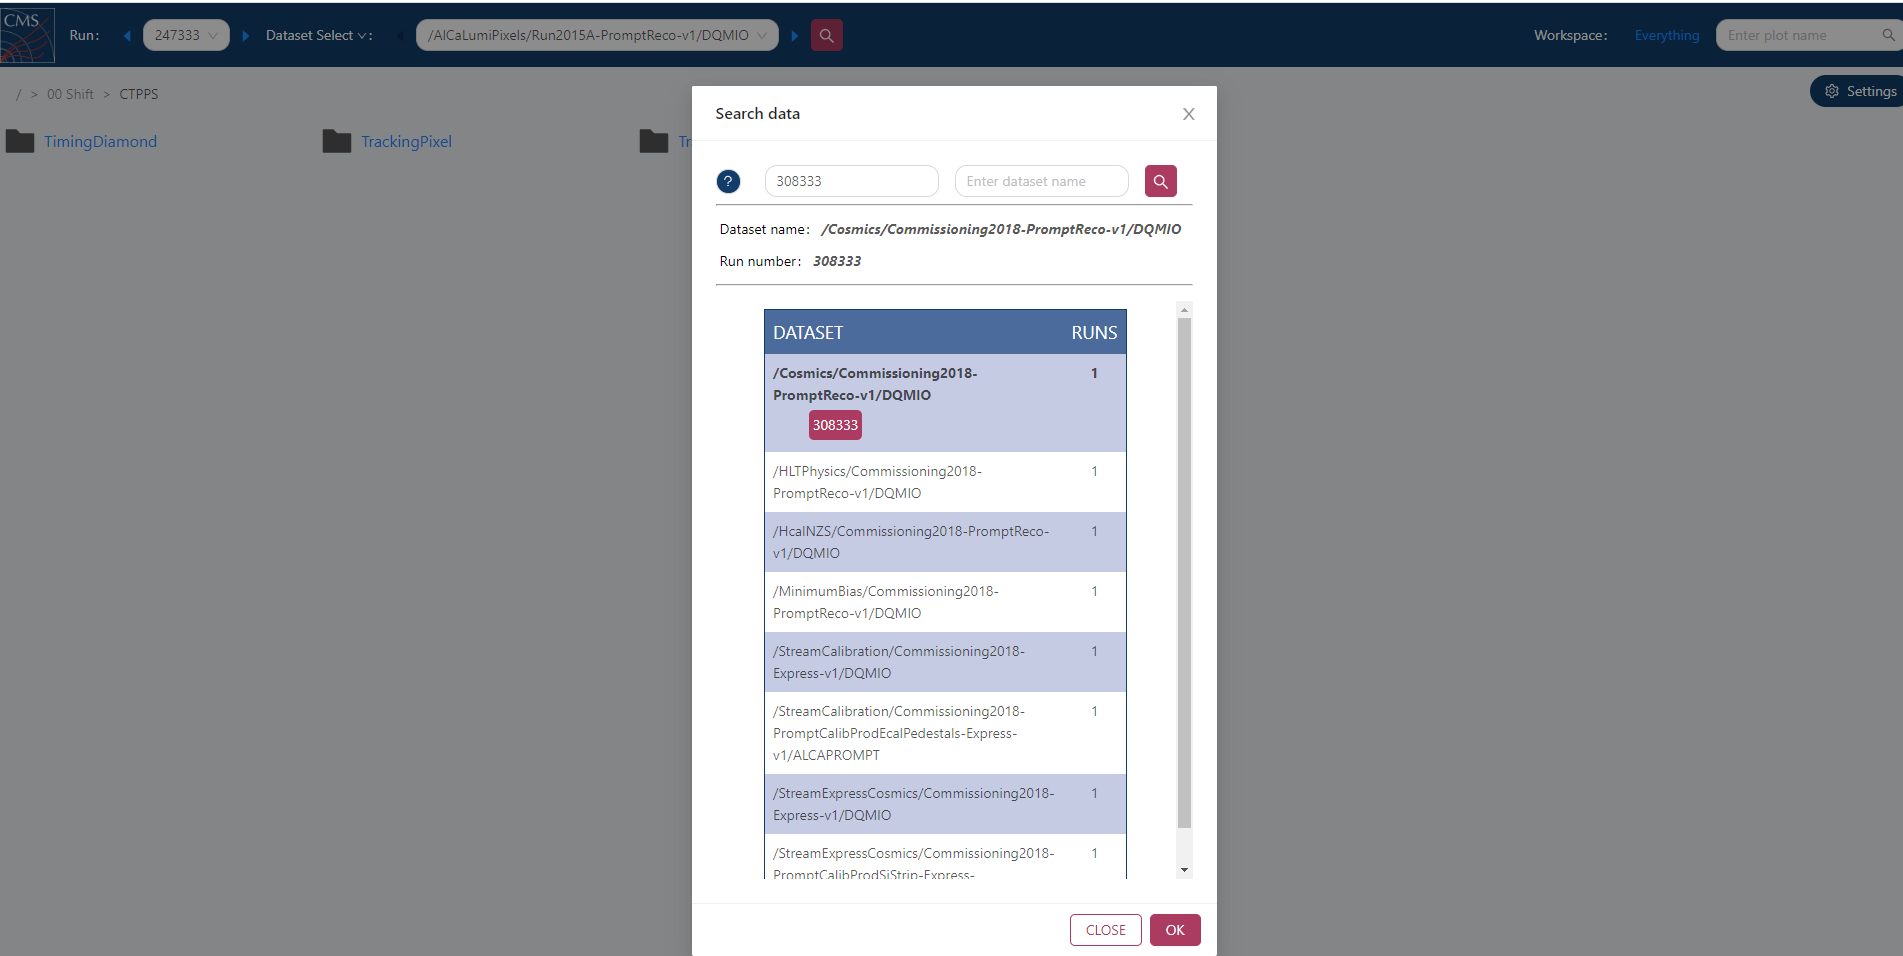 CMS
Run: 247333 Dataset Select : /AlCaLumiPixels/Run2015A-PromptReco-v1/DQMIO Workspace: Everything Enter plot name
/ > 00 Shift > CTPPS
Settings
TimingDiamond TrackingPixel Tr
Search data X
? 308333 Enter dataset name
Dataset name: /Cosmics/Commissioning2018-PromptReco-v1/DQMIO
Run number: 308333
DATASET RUNS
/Cosmics/Commissioning2018- 1
PromptReco-v1/DQMIO
308333
/HLTPhysics/Commissioning2018- 1
PromptReco-v1/DQMIO
/HcalNZS/Commissioning2018-PromptReco- 1
v1/DQMIO
/MinimumBias/Commissioning2018- 1
PromptReco-v1/DQMIO
/StreamCalibration/Commissioning2018- 1
Express-v1/DQMIO
/StreamCalibration/Commissioning2018- 1
PromptCalibProdEcalPedestals-Express-
v1/ALCAPROMPT
/StreamExpressCosmics/Commissioning2018- 1
Express-v1/DQMIO
/StreamExpressCosmics/Commissioning2018- 1
PromptCalibProdSiStrip-Express-
CLOSE OK